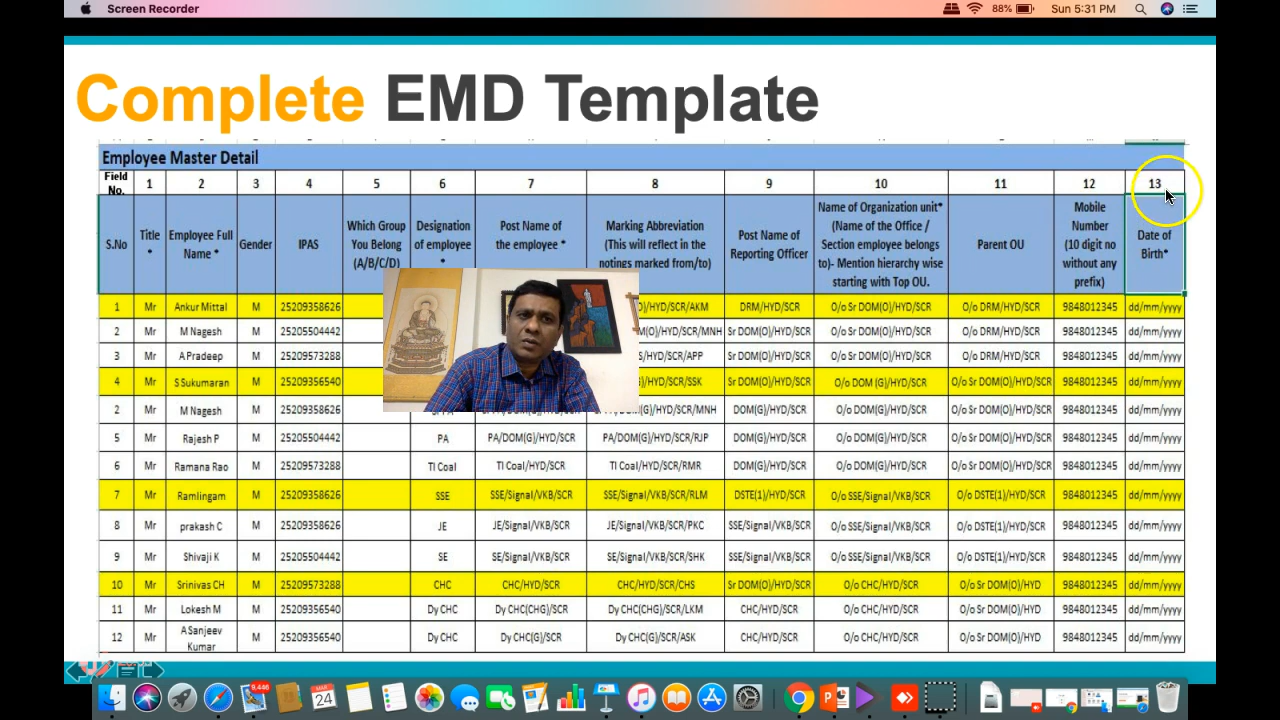 Screen Recorder
88%
Sun 5:31 PM
Complete EMD Template
Employee Master Detail
Field No. 1 2 3 4 5 6 7 8 9 10 11 12 13
S.No
Title *
Employee Full Name *
Gender
IPAS
Which Group You Belong (A/B/C/D)
Designation of employee *
Post Name of the employee *
Marking Abbreviation (This will reflect in the notings marked from/to)
Post Name of Reporting Officer
Name of Organization unit* (Name of the Office / Section employee belongs to)- Mention hierarchy wise starting with Top OU.
Parent OU
Mobile Number (10 digit no without any prefix)
Date of Birth*
1 Mr Ankur Mittal M 25209358626 )/HYD/SCR/AKM DRM/HYD/SCR O/o Sr DOM(O)/HYD/SCR O/o DRM/HYD/SCR 9848012345 dd/mm/yyyy
2 Mr M Nagesh M 25205504442 M(O)/HYD/SCR/MNH Sr DOM(O)/HYD/SCR O/o Sr DOM(O)/HYD/SCR O/o DRM/HYD/SCR 9848012345 dd/mm/yyyy
3 Mr A Pradeep M 25209573288 /HYD/SCR/APP Sr DOM(O)/HYD/SCR O/o Sr DOM(O)/HYD/SCR O/o DRM/HYD/SCR 9848012345 dd/mm/yyyy
4 Mr S Sukumaran M 25209356540 )/HYD/SCR/SSK Sr DOM(O)/HYD/SCR O/o DOM (G)/HYD/SCR O/o Sr DOM(O)/HYD/SCR 9848012345 dd/mm/yyyy
2 Mr M Nagesh M 25209358626 (G)/HYD/SCR/MNH DOM(G)/HYD/SCR O/o DOM(G)/HYD/SCR O/o Sr DOM(O)/HYD/SCR 9848012345 dd/mm/yyyy
5 Mr Rajesh P M 25205504442 PA PA/DOM(G)/HYD/SCR PA/DOM(G)/HYD/SCR/RJP DOM(G)/HYD/SCR O/o DOM(G)/HYD/SCR O/o Sr DOM(O)/HYD/SCR 9848012345 dd/mm/yyyy
6 Mr Ramana Rao M 25209573288 TI Coal TI Coal/HYD/SCR TI Coal/HYD/SCR/RMR DOM(G)/HYD/SCR O/o DOM(G)/HYD/SCR O/o Sr DOM(O)/HYD/SCR 9848012345 dd/mm/yyyy
7 Mr Ramlingam M 25209358626 SSE SSE/Signal/VKB/SCR SSE/Signal/VKB/SCR/RLM DSTE(1)/HYD/SCR O/o SSE/Signal/VKB/SCR O/o DSTE(1)/HYD/SCR 9848012345 dd/mm/yyyy
8 Mr prakash C M 25209358626 JE JE/Signal/VKB/SCR JE/Signal/VKB/SCR/PKC SSE/Signal/VKB/SCR O/o SSE/Signal/VKB/SCR O/o DSTE(1)/HYD/SCR 9848012345 dd/mm/yyyy
9 Mr Shivaji K M 25205504442 SE SE/Signal/VKB/SCR SE/Signal/VKB/SCR/SHK SSE/Signal/VKB/SCR O/o SSE/Signal/VKB/SCR O/o DSTE(1)/HYD/SCR 9848012345 dd/mm/yyyy
10 Mr Srinivas CH M 25209573288 CHC CHC/HYD/SCR CHC/HYD/SCR/CHS Sr DOM(O)/HYD/SCR O/o CHC/HYD/SCR O/o Sr DOM(O)/HYD 9848012345 dd/mm/yyyy
11 Mr Lokesh M M 25209356540 Dy CHC Dy CHC(CHG)/SCR Dy CHC(CHG)/SCR/LKM CHC/HYD/SCR O/o CHC/HYD/SCR O/o Sr DOM(O)/HYD 9848012345 dd/mm/yyyy
12 Mr A Sanjeev Kumar M 25209356540 Dy CHC Dy CHC(G)/SCR Dy CHC(G)/SCR/ASK CHC/HYD/SCR O/o CHC/HYD/SCR O/o Sr DOM(O)/HYD 9848012345 dd/mm/yyyy
9,446
MAR
24